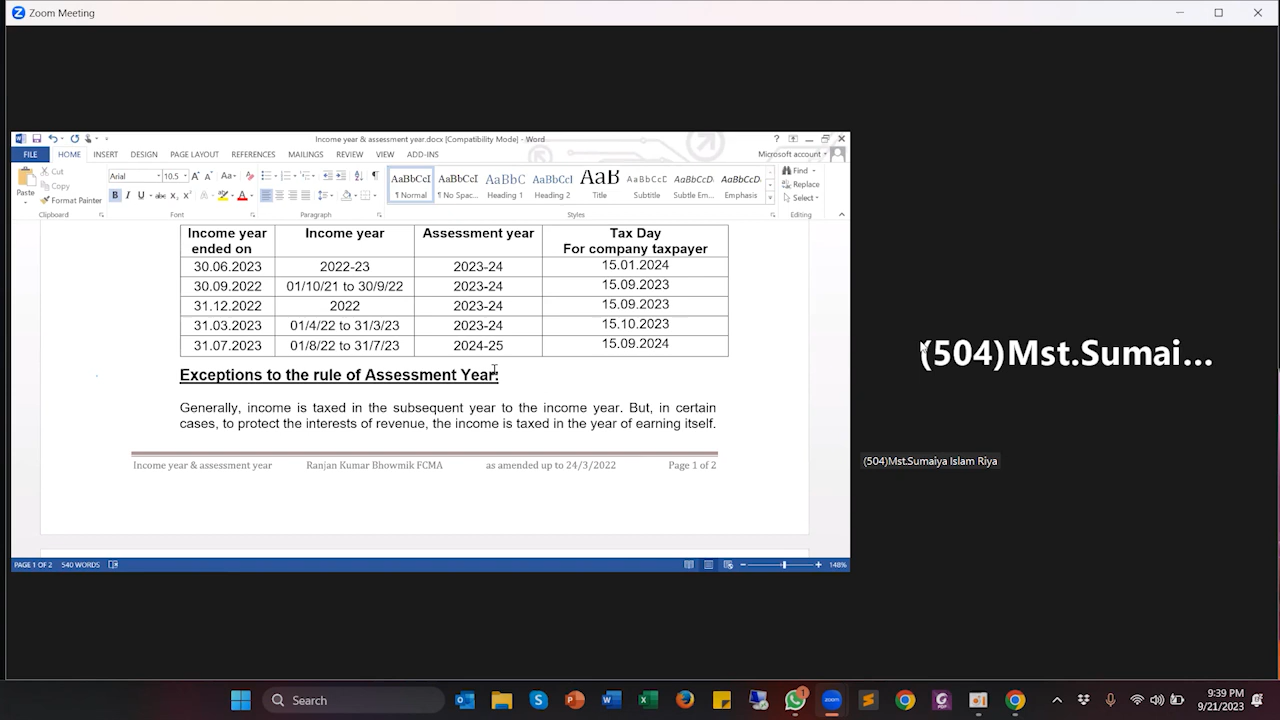 Zoom Meeting
Income year & assessment year.docx [Compatibility Mode] - Word
FILE HOME INSERT DESIGN PAGE LAYOUT REFERENCES MAILINGS REVIEW VIEW ADD-INS Microsoft account
Paste Cut Copy Format Painter
Arial 10.5
AaBbCcI ¶ Normal
AaBbCcI ¶ No Spac...
AaBbC Heading 1
AaBbCcI Heading 2
AaB Title
AaBbCcD Subtitle
AaBbCcD Subtle Em...
AaBbCcD Emphasis
Find Replace Select
Clipboard Font Paragraph Styles Editing
Income year ended on Income year Assessment year Tax Day For company taxpayer
30.06.2023 2022-23 2023-24 15.01.2024
30.09.2022 01/10/21 to 30/9/22 2023-24 15.09.2023
31.12.2022 2022 2023-24 15.09.2023
31.03.2023 01/4/22 to 31/3/23 2023-24 15.10.2023
31.07.2023 01/8/22 to 31/7/23 2024-25 15.09.2024
Exceptions to the rule of Assessment Year:
Generally, income is taxed in the subsequent year to the income year. But, in certain
cases, to protect the interests of revenue, the income is taxed in the year of earning itself.
Income year & assessment year Ranjan Kumar Bhowmik FCMA as amended up to 24/3/2022 Page 1 of 2
PAGE 1 OF 2 540 WORDS 148%
(504)Mst.Sumai...
(504)Mst.Sumaiya Islam Riya
Search
9:39 PM
9/21/2023